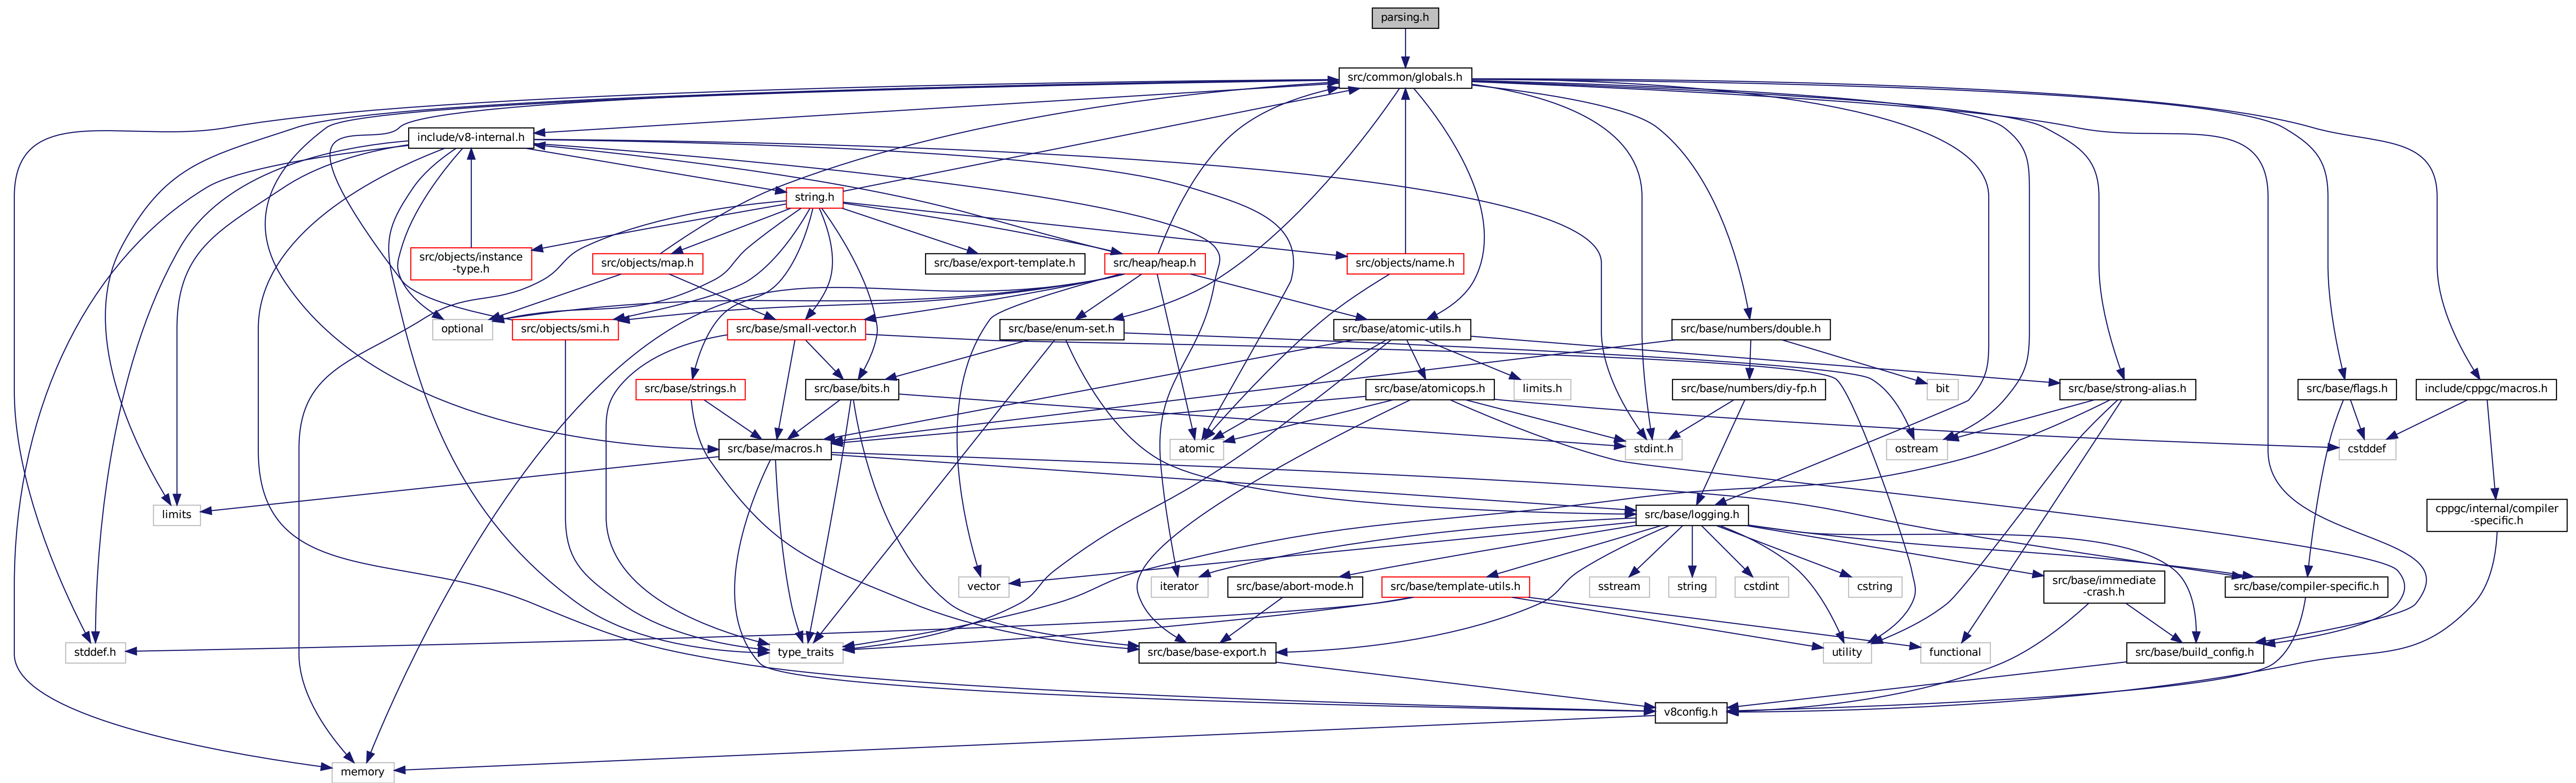 parsing.h
src/common/globals.h
include/v8-internal.h
string.h
src/objects/instance
-type.h
src/objects/map.h
src/base/export-template.h
src/heap/heap.h
src/objects/name.h
optional
src/objects/smi.h
src/base/small-vector.h
src/base/enum-set.h
src/base/atomic-utils.h
src/base/numbers/double.h
src/base/strings.h
src/base/bits.h
src/base/atomicops.h
limits.h
src/base/numbers/diy-fp.h
bit
src/base/strong-alias.h
src/base/flags.h
include/cppgc/macros.h
src/base/macros.h
atomic
stdint.h
ostream
cstddef
limits
src/base/logging.h
cppgc/internal/compiler
-specific.h
vector
iterator
src/base/abort-mode.h
src/base/template-utils.h
sstream
string
cstdint
cstring
src/base/immediate
-crash.h
src/base/compiler-specific.h
stddef.h
type_traits
src/base/base-export.h
utility
functional
src/base/build_config.h
v8config.h
memory